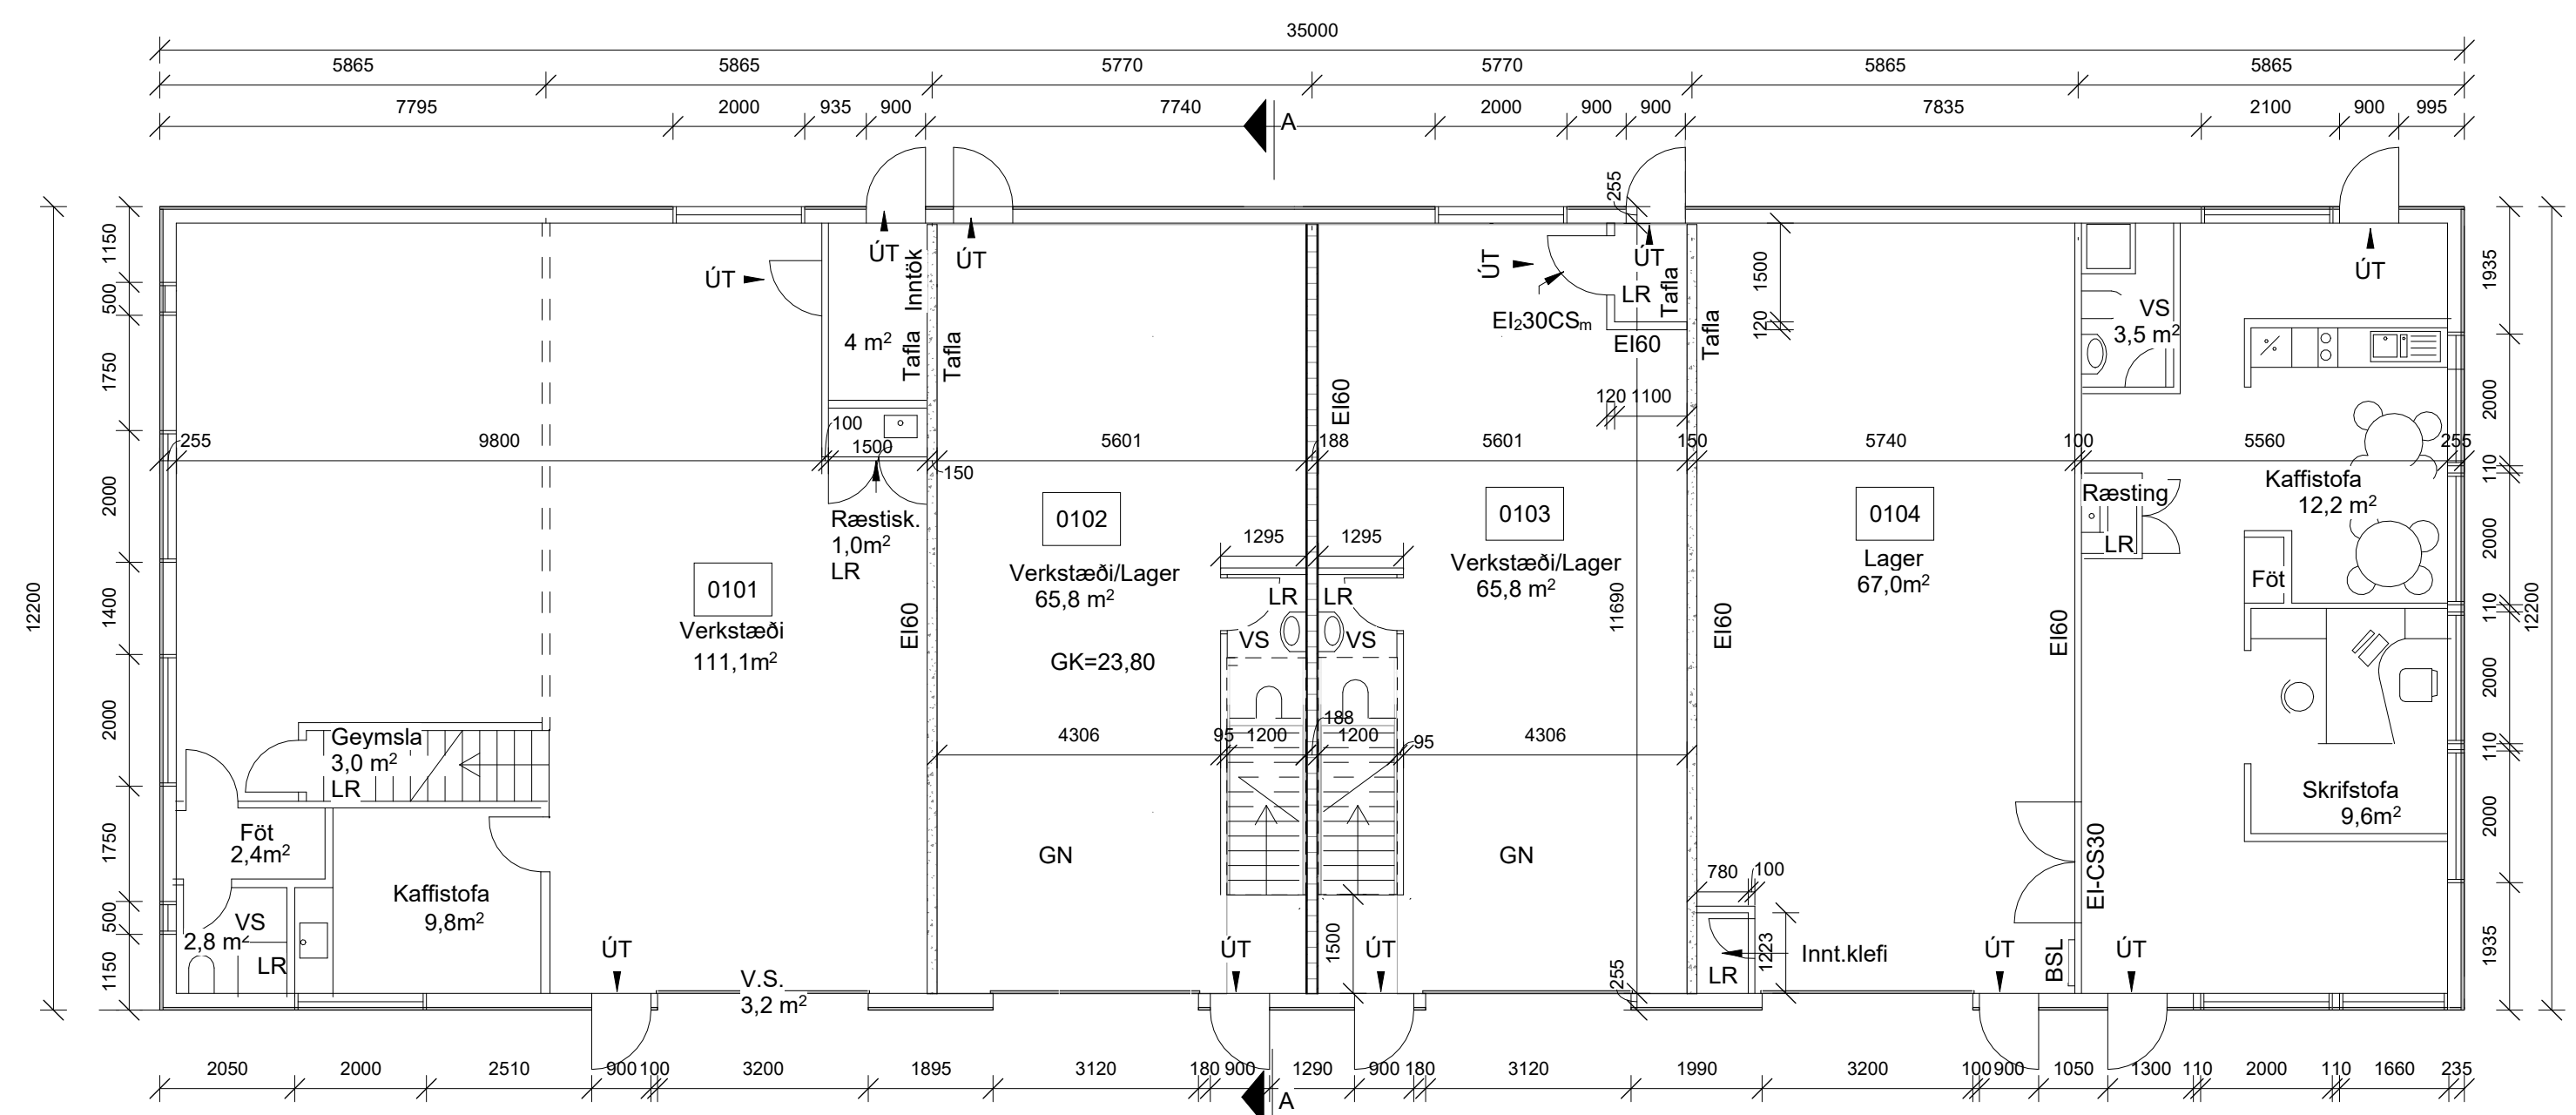 35000
5865 5865 5770 5770 5865 5865
7795 2000 935 900 7740 A 2000 900 900 7835 2100 900 995
255
ÚT ÚT ÚT ÚT ÚT
ÚT Inntök ÚT LR Tafla
4 m²
Tafla Tafla
EI₂30CSₘ
EI60
Tafla
1500
120
VS
3,5 m²
EI60
120 1100
100
255 9800 1500 150 5601 188 5601 150 5740 100 5560 255
Kaffistofa
12,2 m²
Ræsting
LR
Föt
0101
Verkstæði
111,1m²
Ræstisk.
1,0m²
LR
EI60
0102
Verkstæði/Lager
65,8 m²
GK=23,80
1295 1295
LR LR
VS VS
0103
Verkstæði/Lager
65,8 m²
11690
0104
Lager
67,0m²
EI60 EI60
Geymsla
3,0 m²
LR
4306 95 1200 188 1200 95 4306
Skrifstofa
9,6m²
Föt
2,4m²
Kaffistofa
9,8m²
VS
2,8 m²
LR
GN GN
780 100
EI-CS30
1500
1223
Innt.klefi
LR
BSL
255
ÚT ÚT ÚT ÚT ÚT
V.S.
3,2 m²
12200
1150
500
1750
2000
1400
2000
1750
500
1150
1935
2000
110
2000
110
2000
110
2000
1935
12200
2050 2000 2510 900 100 3200 1895 3120 180 900 1290 900 180 3120 1990 3200 100 900 1050 1300 110 2000 110 1660 235
A